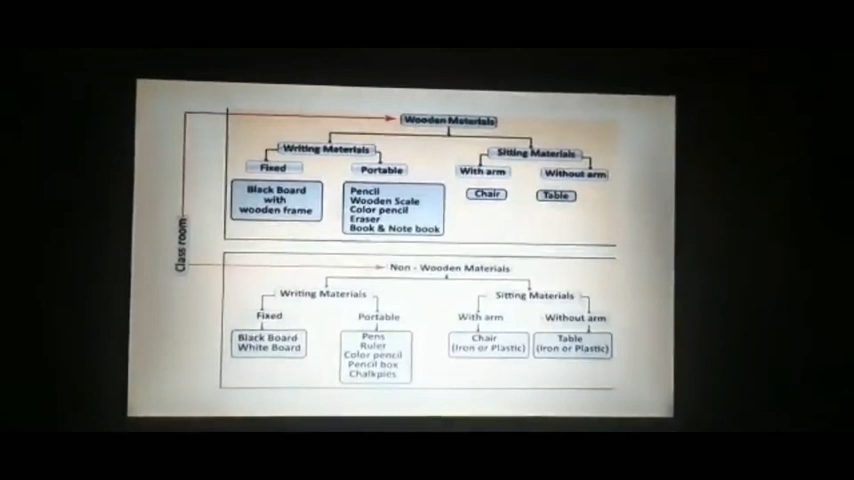 Class room
Wooden Materials
Writing Materials
Sitting Materials
Fixed
Portable
With arm
Without arm
Black Board
with
wooden frame
Pencil
Wooden Scale
Color pencil
Eraser
Book & Note book
Chair
Table
Non - Wooden Materials
Writing Materials
Sitting Materials
Fixed
Portable
With arm
Without arm
Black Board
White Board
Pens
Ruler
Color pencil
Pencil box
Chalkpies
Chair
(Iron or Plastic)
Table
(Iron or Plastic)